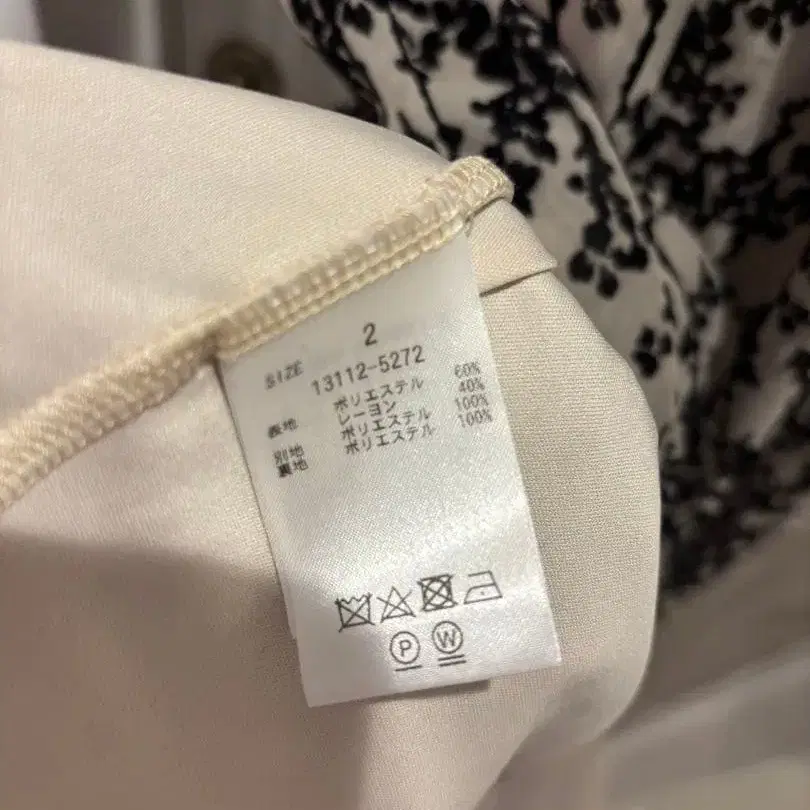 SIZE 2
13112-5272
表地 ポリエステル 60%
レーヨン 40%
別地 ポリエステル 100%
裏地 ポリエステル 100%
P W